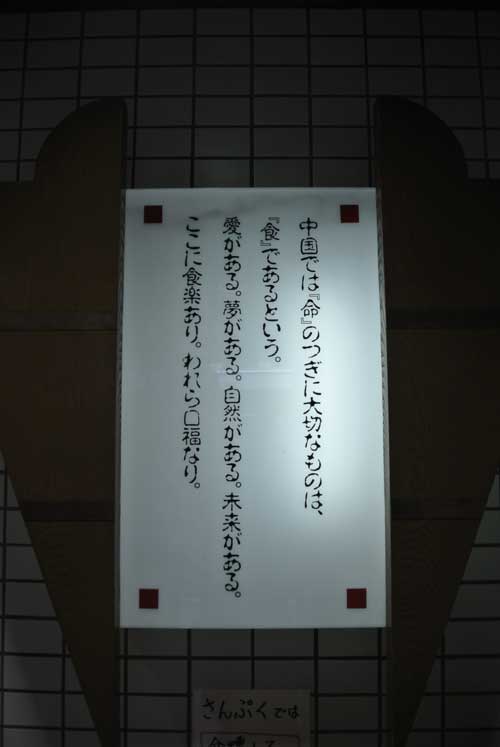 中国では『命』のつぎに大切なものは、
『食』であるという。
愛がある。夢がある。自然がある。未来がある。
ここに食楽あり。われら口福なり。
さんぷくでは